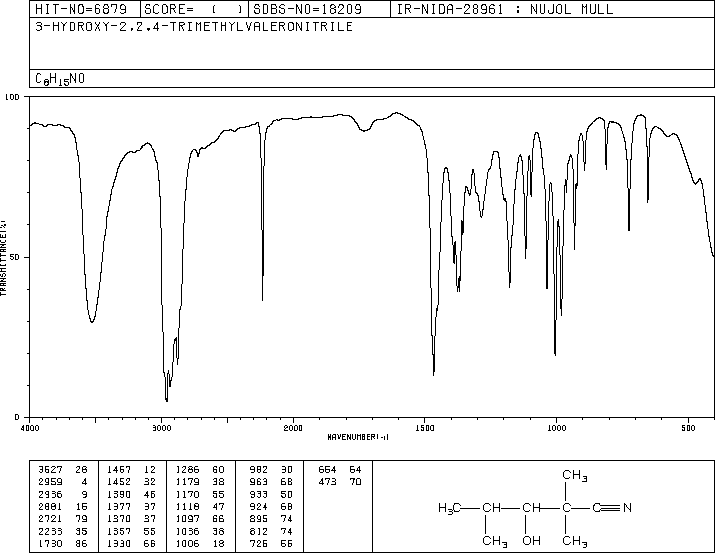 HIT-NO=6879 SCORE= ( ) SDBS-NO=18209 IR-NIDA-28961 : NUJOL MULL
3-HYDROXY-2,2,4-TRIMETHYLVALERONITRILE
C8H15NO
100
50
0
TRANSMITTANCE(%)
4000 3000 2000 1500 1000 500
WAVENUMBER(-1)
3527 28 1467 12 1286 60 982 30 664 64
2959 4 1452 32 1179 38 963 68 473 70
2936 9 1390 46 1170 55 933 50
2881 16 1377 37 1118 47 924 68
2721 79 1370 37 1097 66 895 74
2233 35 1357 55 1036 38 812 74
1730 86 1330 66 1006 18 726 56
CH3
H3C—CH—CH—C—C≡N
CH3 OH CH3